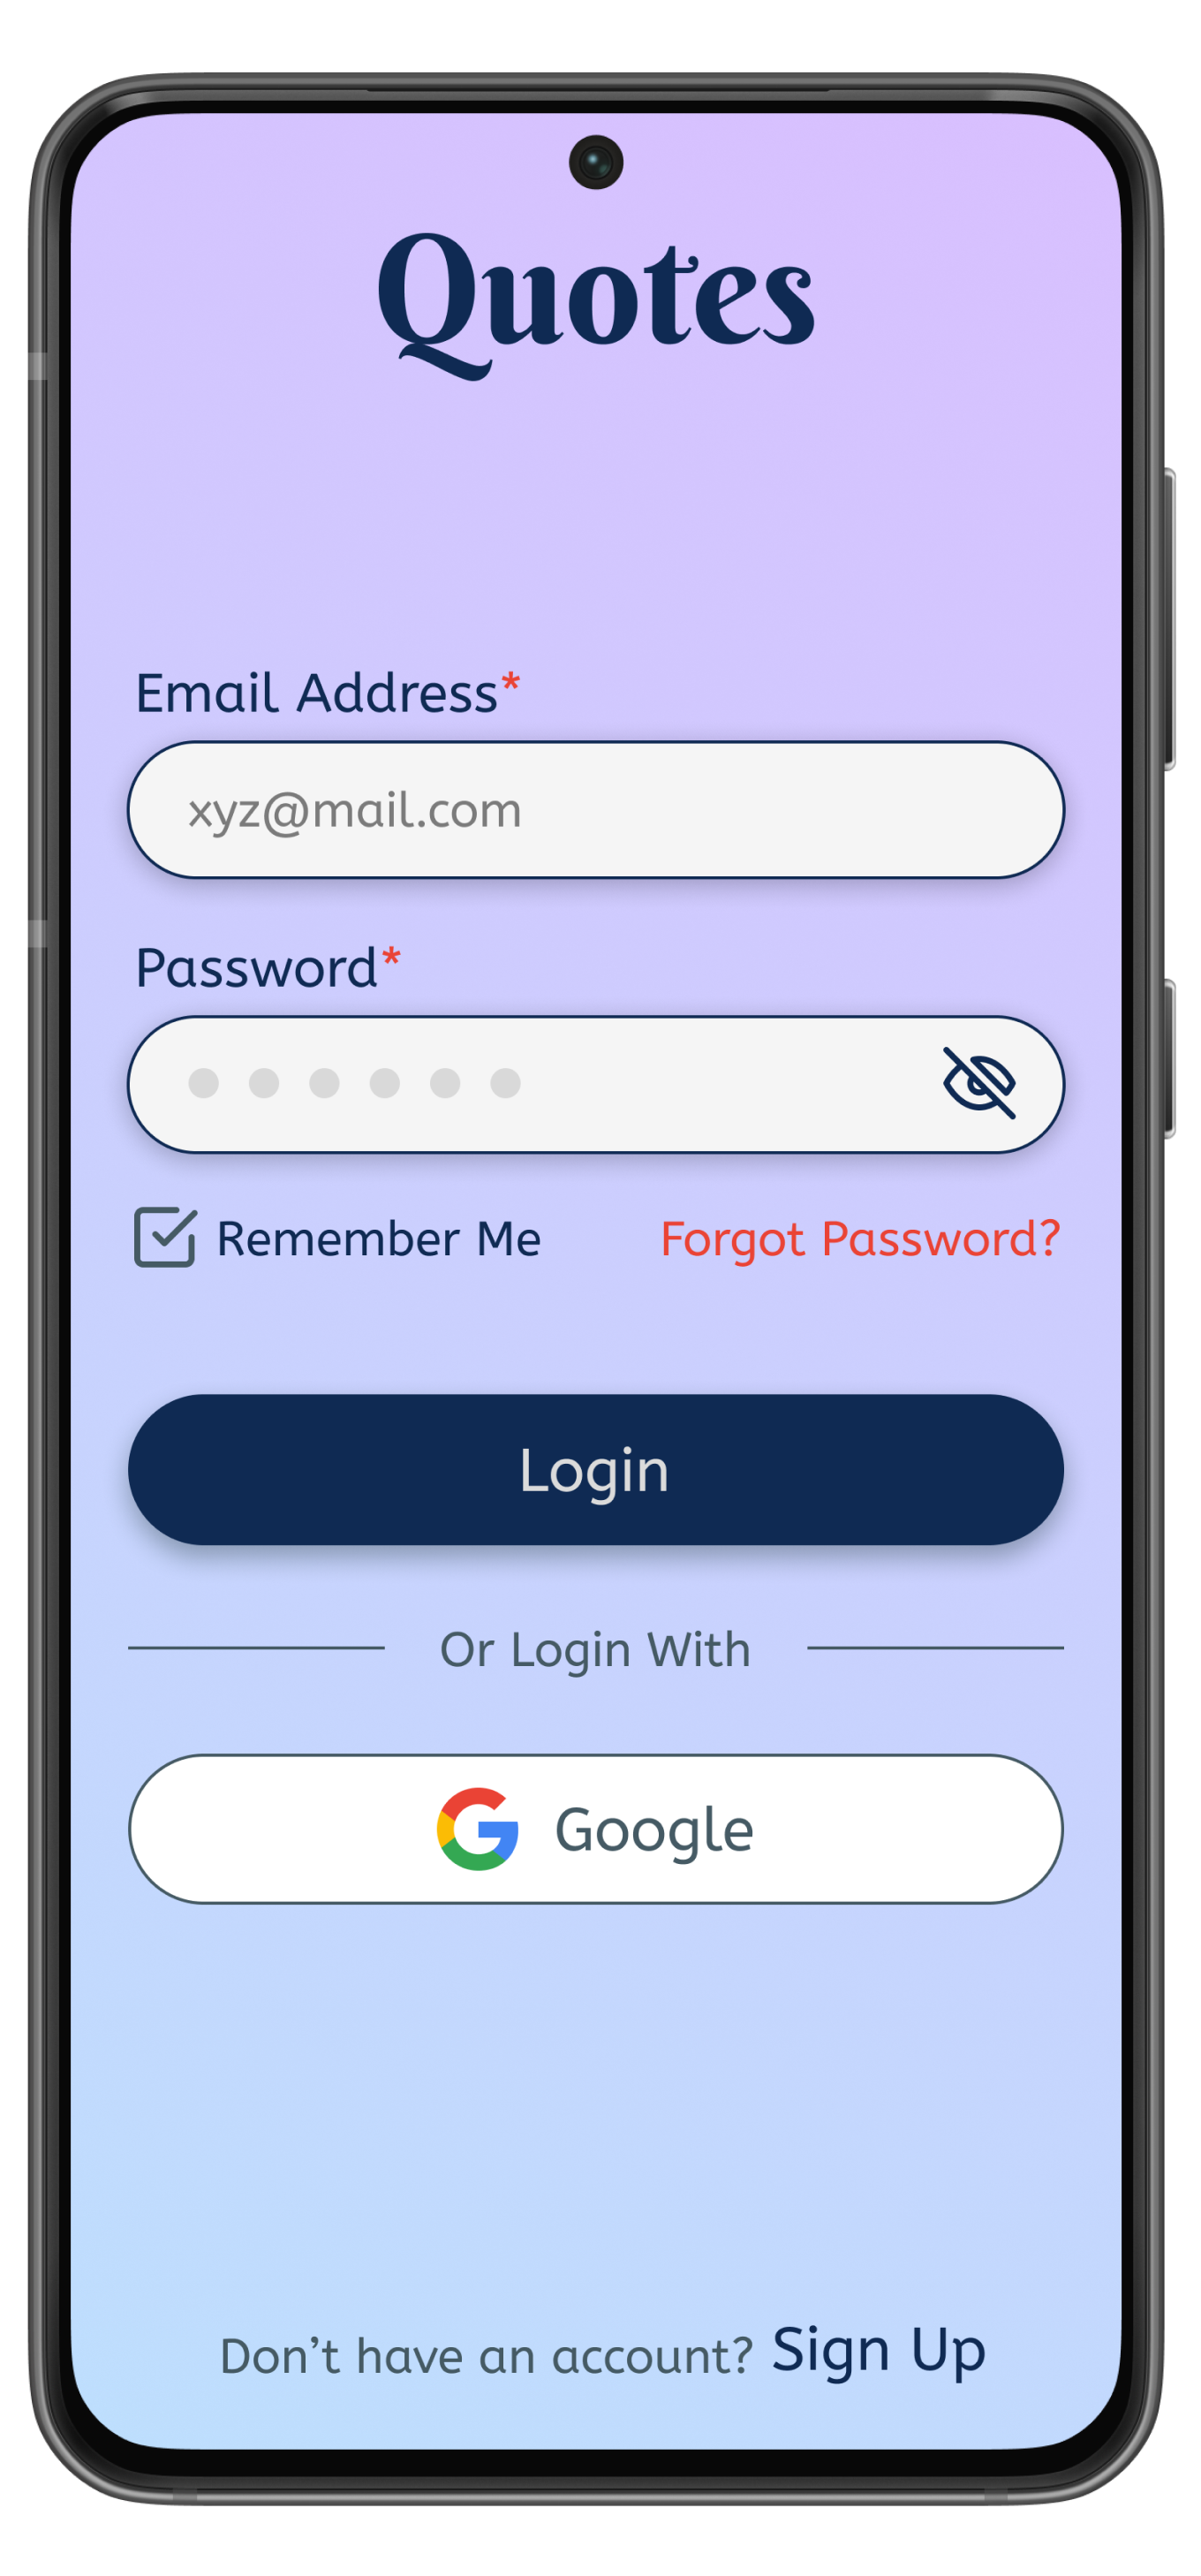 Quotes
Email Address*
xyz@mail.com
Password*
Remember Me
Forgot Password?
Login
Or Login With
Google
Don’t have an account? Sign Up